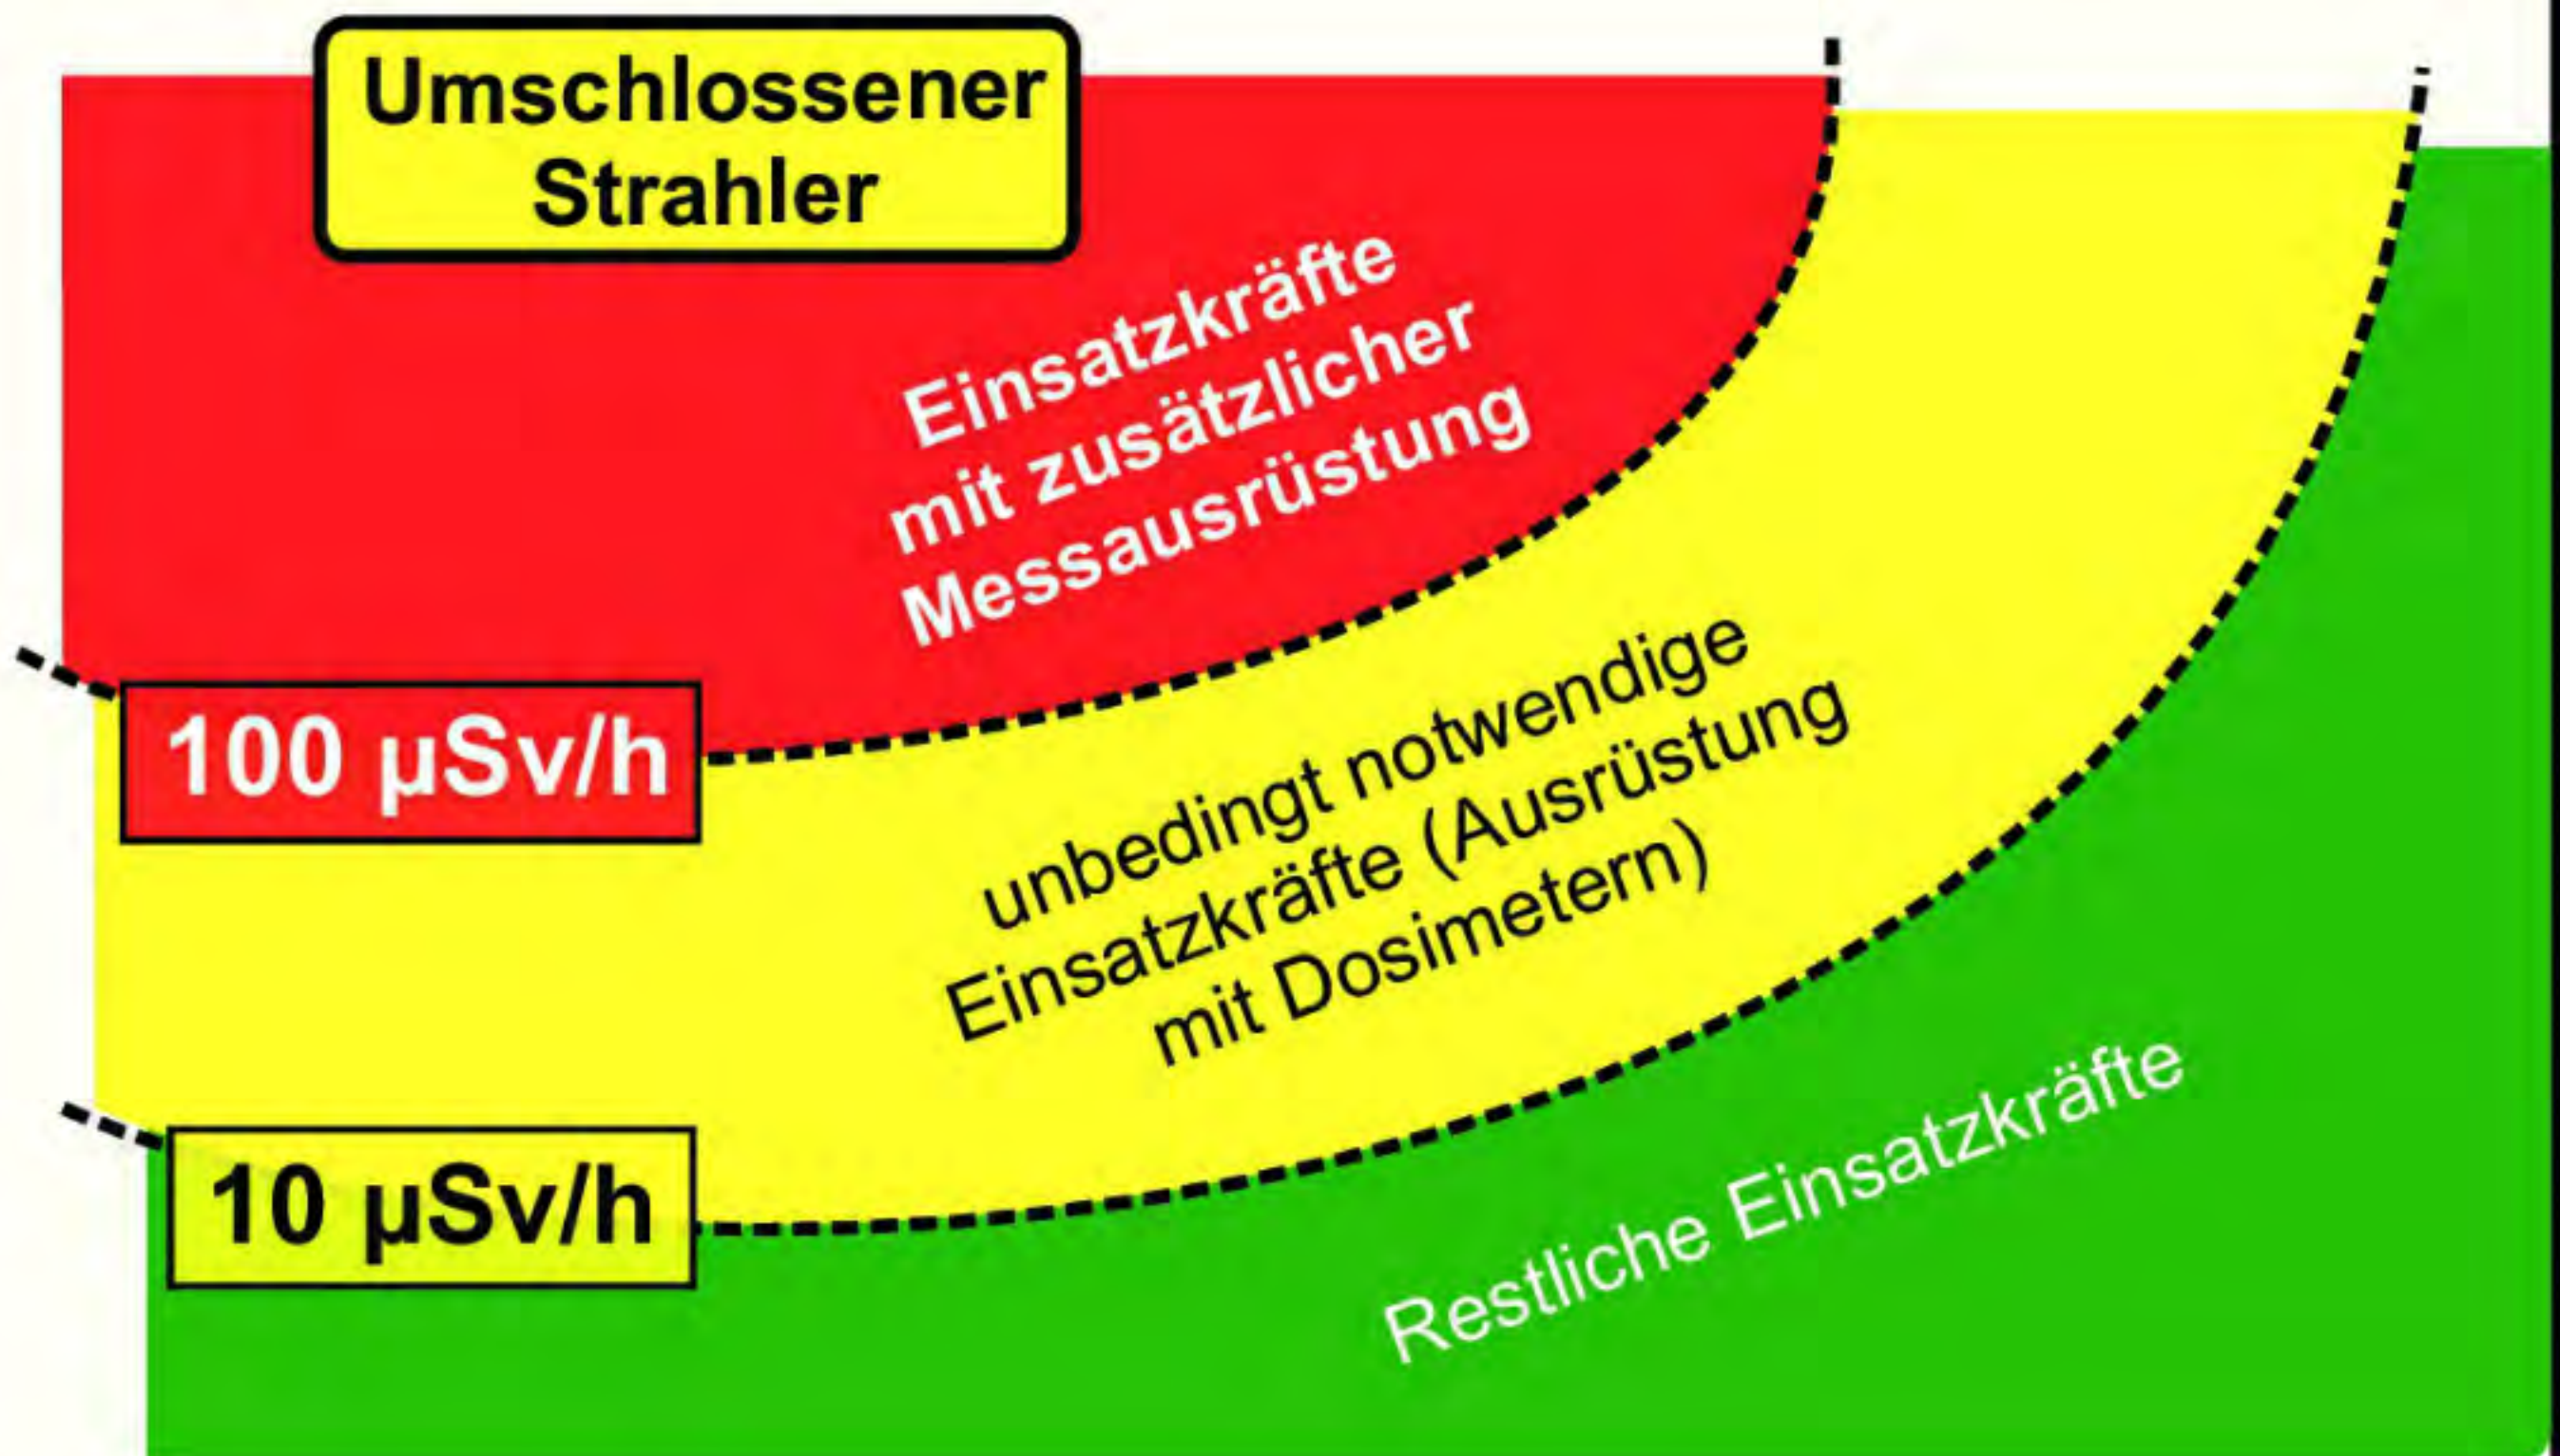 Umschlossener
Strahler
Einsatzkräfte
mit zusätzlicher
Messausrüstung
100 µSv/h
unbedingt notwendige
Einsatzkräfte (Ausrüstung
mit Dosimetern)
10 µSv/h
Restliche Einsatzkräfte